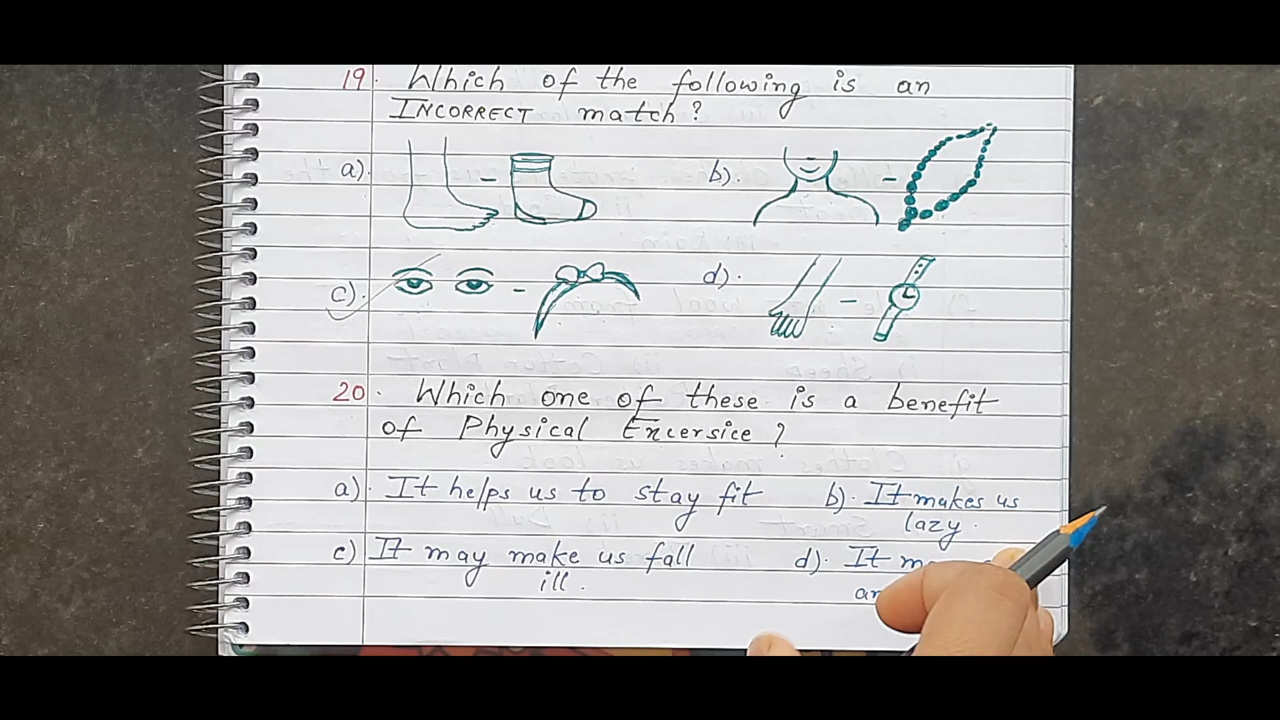 19. Which of the following is an
INCORRECT match ?
a). b).
c). d).
20. Which one of these is a benefit
of Physical Excersice ?
a). It helps us to stay fit b). It makes us
lazy.
c) It may make us fall d). It
ill.